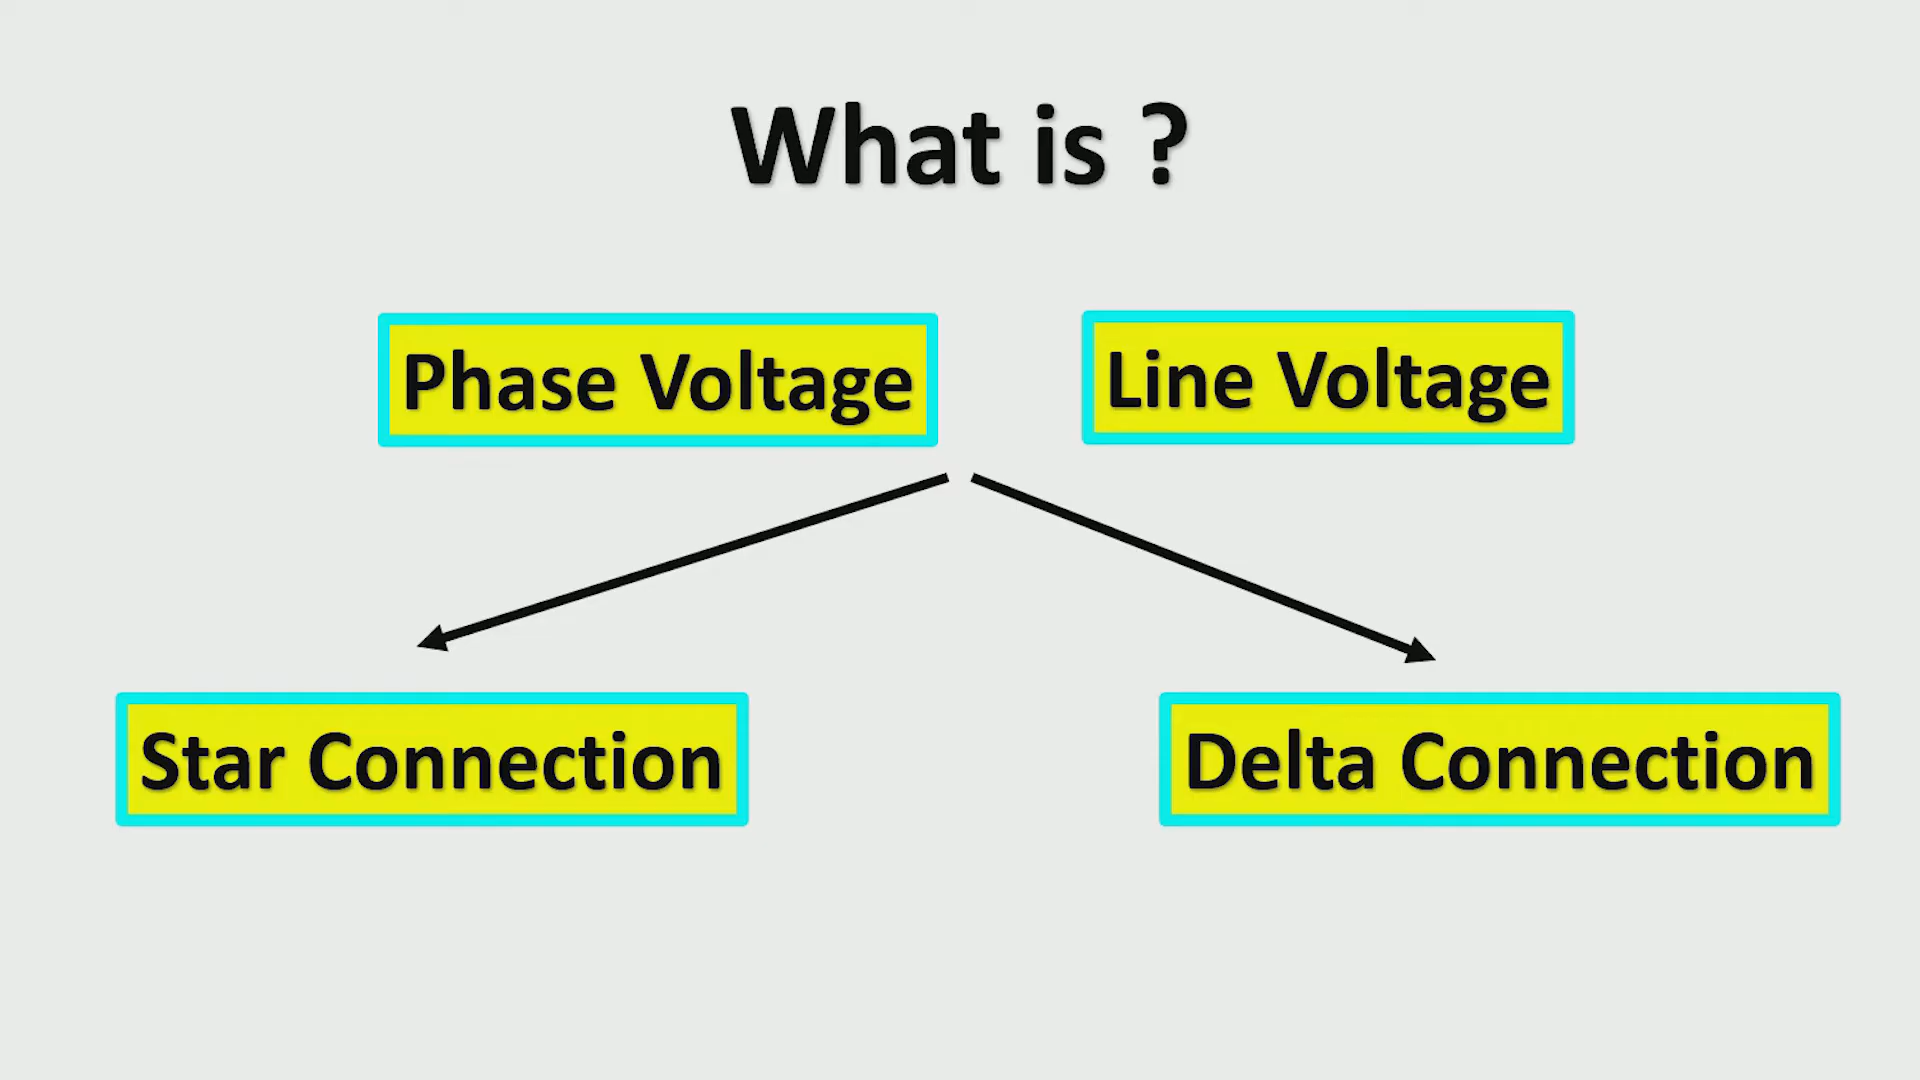 What is ?
Phase Voltage
Line Voltage
Star Connection
Delta Connection